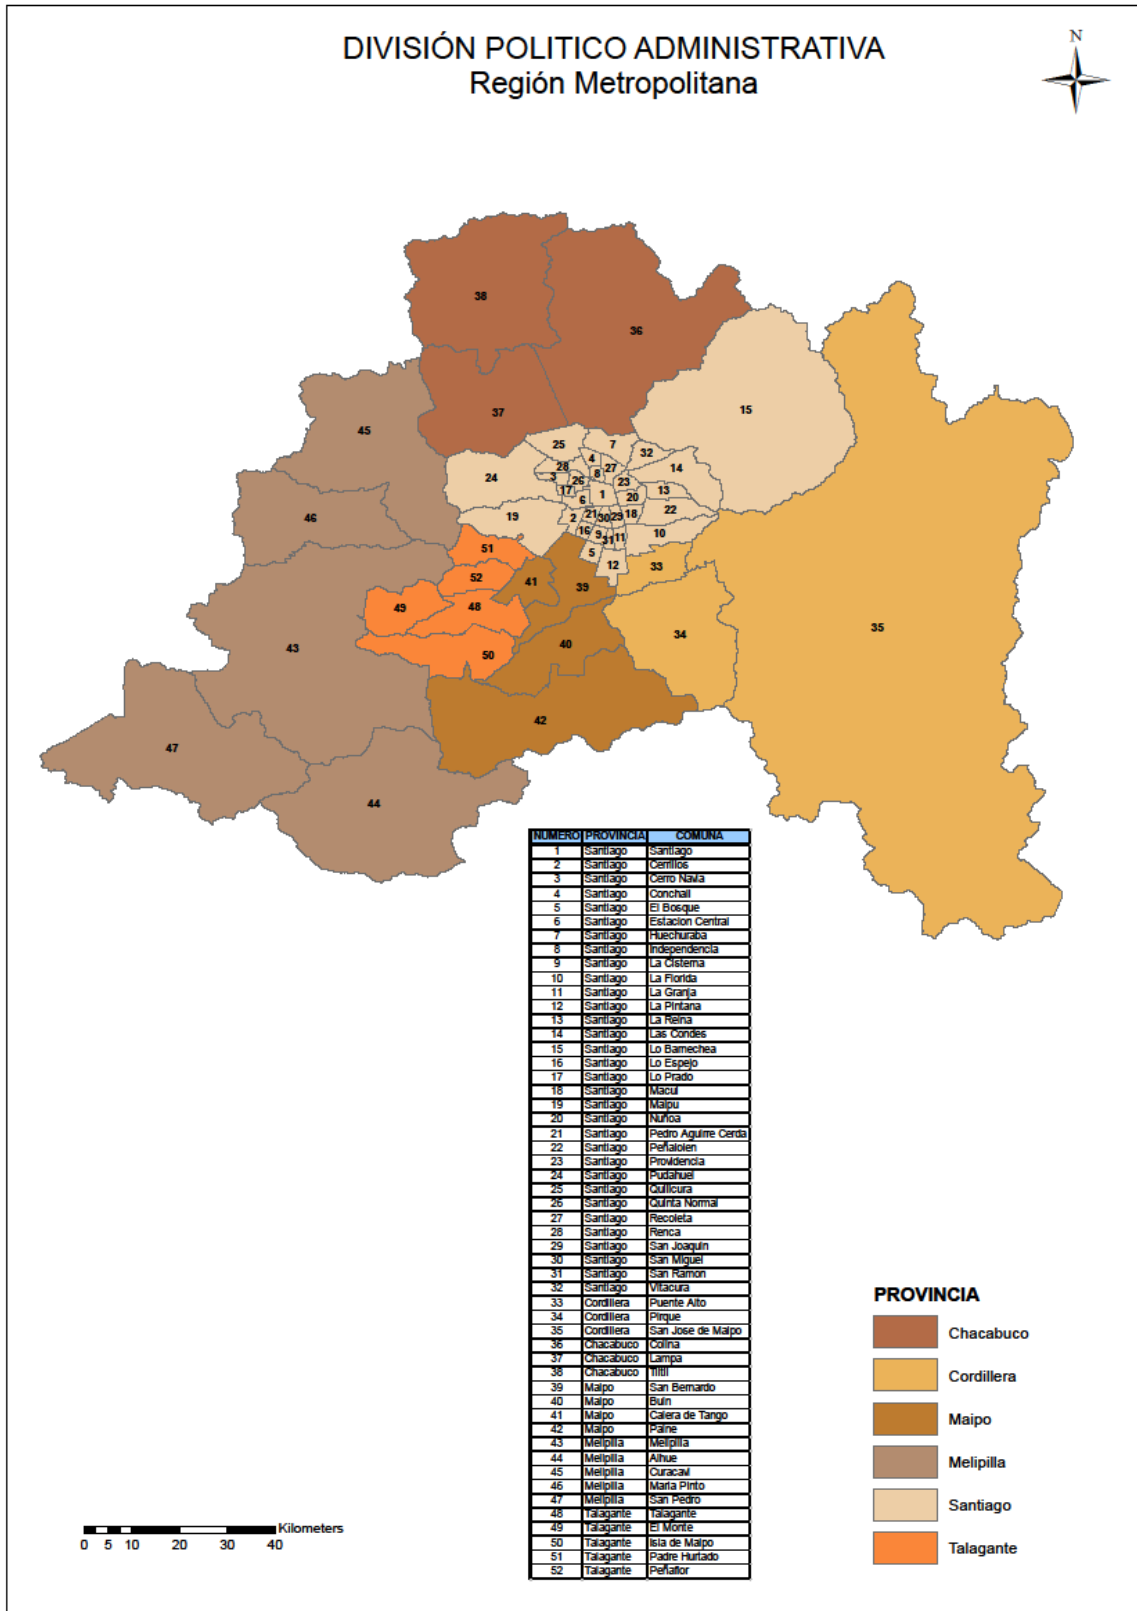 DIVISIÓN POLITICO ADMINISTRATIVA
Región Metropolitana
N
38
36
37
15
45
25
7
32
4
14
28
27
8
24
3
26
23
17
13
6
1
20
22
46
19
2
21
30
29
18
16
9
31
11
10
51
5
12
33
52
41
39
49
48
34
35
43
50
40
42
47
44
NUMERO PROVINCIA COMUNA
1 Santiago Santiago
2 Santiago Cerrillos
3 Santiago Cerro Navia
4 Santiago Conchali
5 Santiago El Bosque
6 Santiago Estacion Central
7 Santiago Huechuraba
8 Santiago Independencia
9 Santiago La Cisterna
10 Santiago La Florida
11 Santiago La Granja
12 Santiago La Pintana
13 Santiago La Reina
14 Santiago Las Condes
15 Santiago Lo Barnechea
16 Santiago Lo Espejo
17 Santiago Lo Prado
18 Santiago Macul
19 Santiago Maipu
20 Santiago Nuñoa
21 Santiago Pedro Aguirre Cerda
22 Santiago Peñalolen
23 Santiago Providencia
24 Santiago Pudahuel
25 Santiago Quilicura
26 Santiago Quinta Normal
27 Santiago Recoleta
28 Santiago Renca
29 Santiago San Joaquin
30 Santiago San Miguel
31 Santiago San Ramon
32 Santiago Vitacura
33 Cordillera Puente Alto
34 Cordillera Pirque
35 Cordillera San Jose de Maipo
36 Chacabuco Colina
37 Chacabuco Lampa
38 Chacabuco Tiltil
39 Maipo San Bernardo
40 Maipo Buin
41 Maipo Calera de Tango
42 Maipo Paine
43 Melipilla Melipilla
44 Melipilla Alhue
45 Melipilla Curacavi
46 Melipilla Maria Pinto
47 Melipilla San Pedro
48 Talagante Talagante
49 Talagante El Monte
50 Talagante Isla de Maipo
51 Talagante Padre Hurtado
52 Talagante Peñaflor
PROVINCIA
Chacabuco
Cordillera
Maipo
Melipilla
Santiago
Talagante
Kilometers
0 5 10 20 30 40